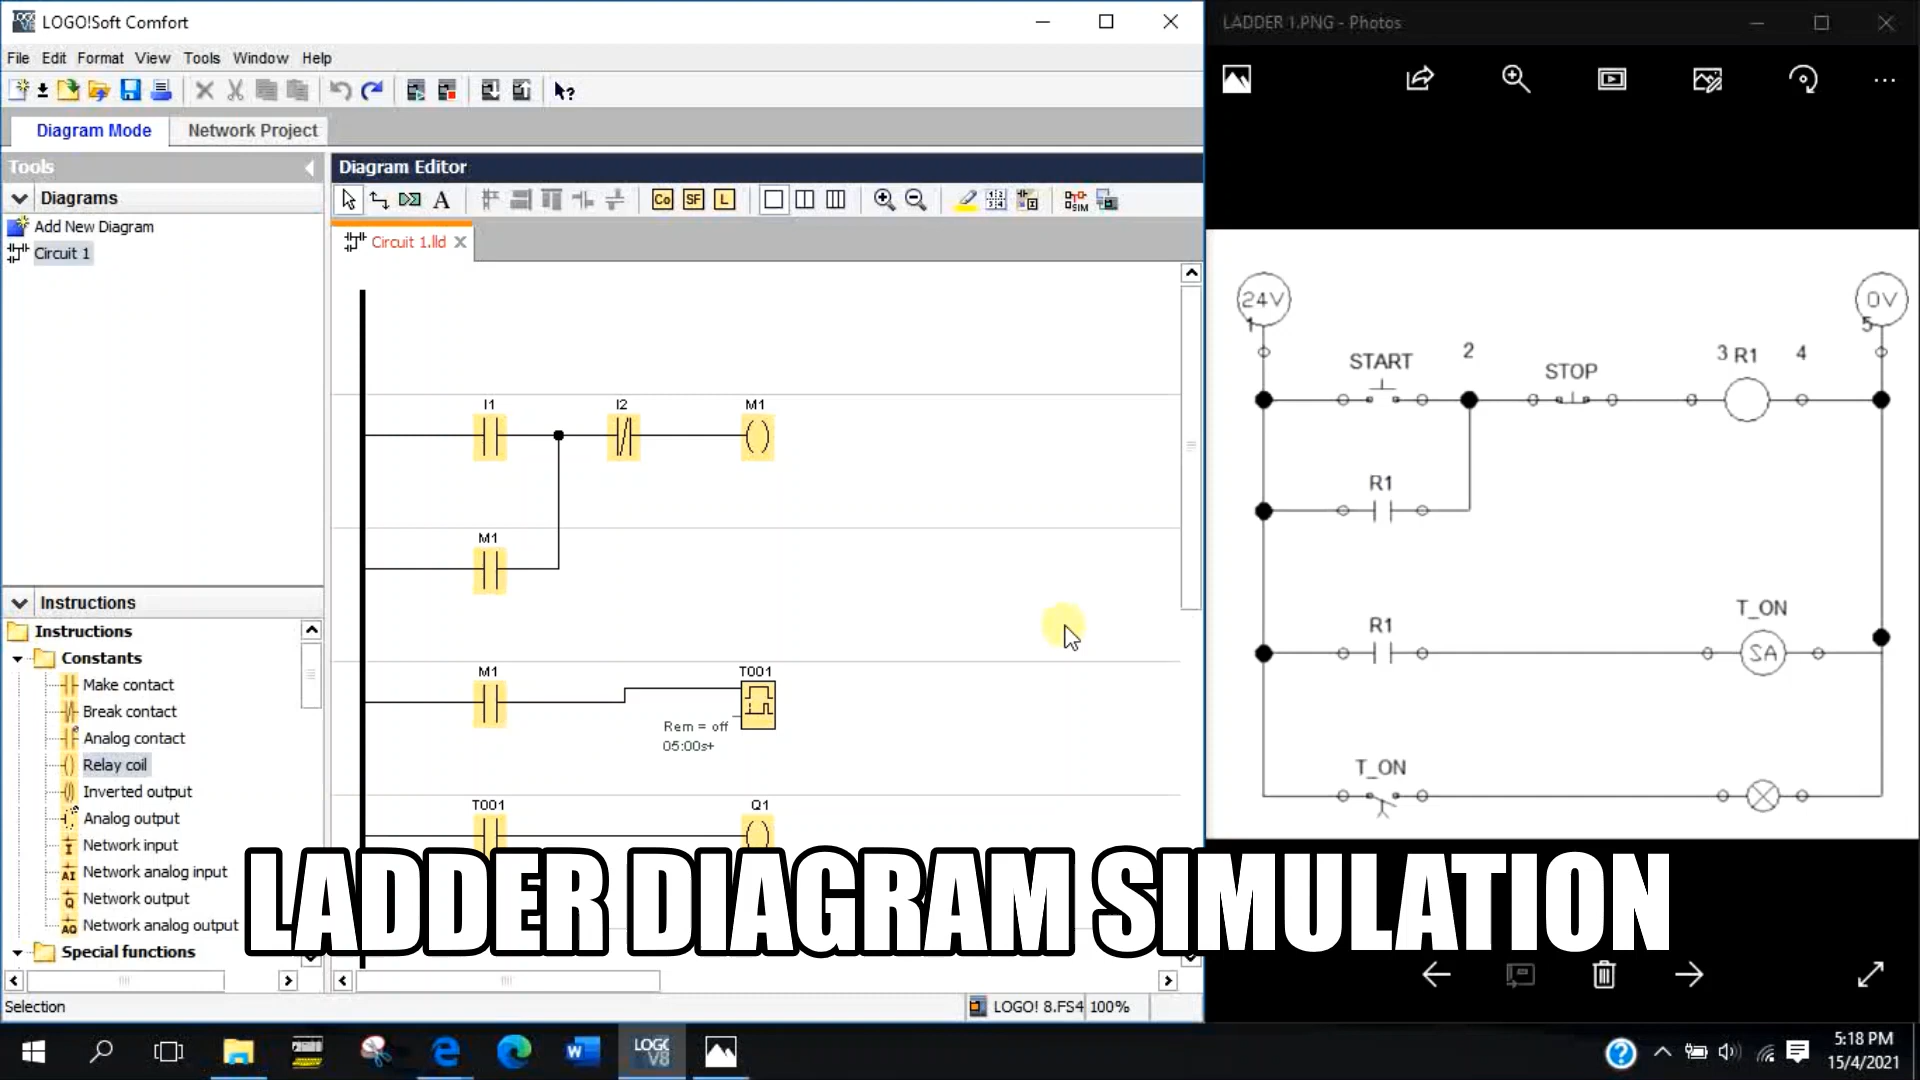 LOGO!Soft Comfort
File Edit Format View Tools Window Help
Diagram Mode Network Project
Tools
Diagrams
Add New Diagram
Circuit 1
Instructions
Instructions
Constants
Make contact
Break contact
Analog contact
Relay coil
Inverted output
Analog output
Network input
Network analog input
Network output
Network analog output
Special functions
Selection
Diagram Editor
Co SF L
SIM
Circuit 1.lld
I1 I2 M1
M1
M1 T001
Rem = off
05:00s+
T001 Q1
LOGO! 8.FS4 100%
LADDER 1.PNG - Photos
24V 0V
1 5
START 2 STOP 3 R1 4
R1
R1 T_ON
SA
T_ON
LADDER DIAGRAM SIMULATION
5:18 PM
15/4/2021